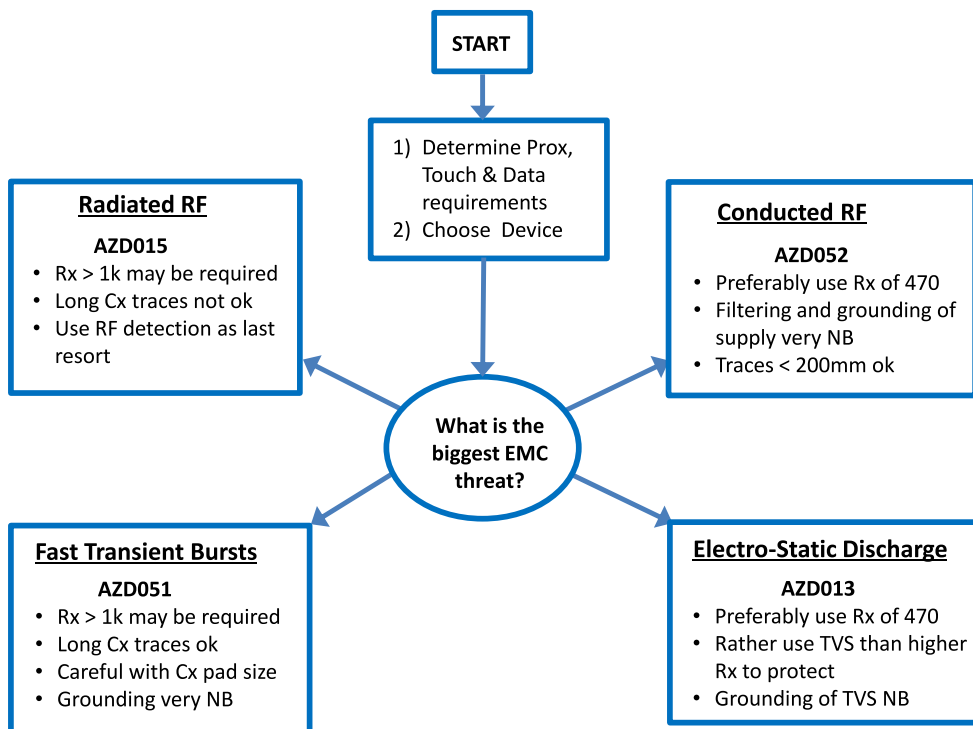 START
1) Determine Prox,
Touch & Data
requirements
2) Choose Device
Radiated RF
AZD015
• Rx > 1k may be required
• Long Cx traces not ok
• Use RF detection as last
resort
Conducted RF
AZD052
• Preferably use Rx of 470
• Filtering and grounding of
supply very NB
• Traces < 200mm ok
What is the
biggest EMC
threat?
Fast Transient Bursts
AZD051
• Rx > 1k may be required
• Long Cx traces ok
• Careful with Cx pad size
• Grounding very NB
Electro-Static Discharge
AZD013
• Preferably use Rx of 470
• Rather use TVS than higher
Rx to protect
• Grounding of TVS NB